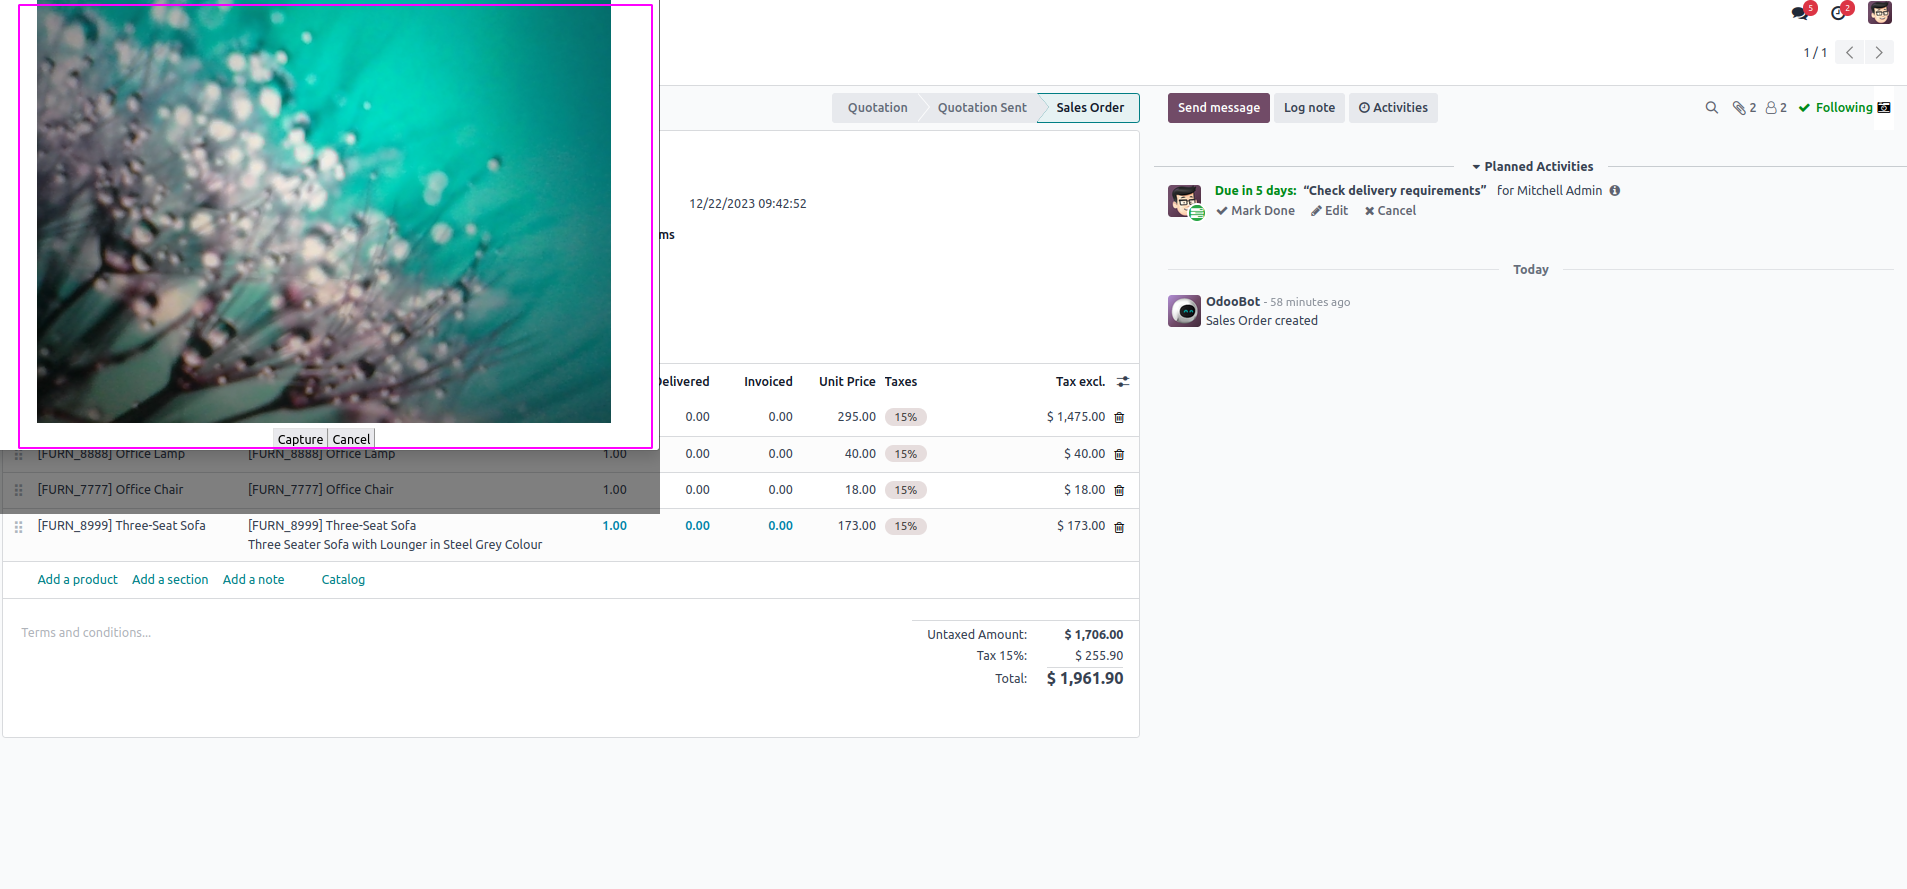 5
2
1 / 1
Quotation
Quotation Sent
Sales Order
Send message
Log note
Activities
2
2
Following
Planned Activities
12/22/2023 09:42:52
Due in 5 days: “Check delivery requirements” for Mitchell Admin
Mark Done Edit Cancel
ms
Today
OdooBot - 58 minutes ago
Sales Order created
Delivered Invoiced Unit Price Taxes Tax excl.
0.00 0.00 295.00 15% $ 1,475.00
Capture Cancel
[FURN_8888] Office Lamp [FURN_8888] Office Lamp 1.00 0.00 0.00 40.00 15% $ 40.00
[FURN_7777] Office Chair [FURN_7777] Office Chair 1.00 0.00 0.00 18.00 15% $ 18.00
[FURN_8999] Three-Seat Sofa [FURN_8999] Three-Seat Sofa 1.00 0.00 0.00 173.00 15% $ 173.00
Three Seater Sofa with Lounger in Steel Grey Colour
Add a product Add a section Add a note Catalog
Terms and conditions...
Untaxed Amount: $ 1,706.00
Tax 15%: $ 255.90
Total: $ 1,961.90